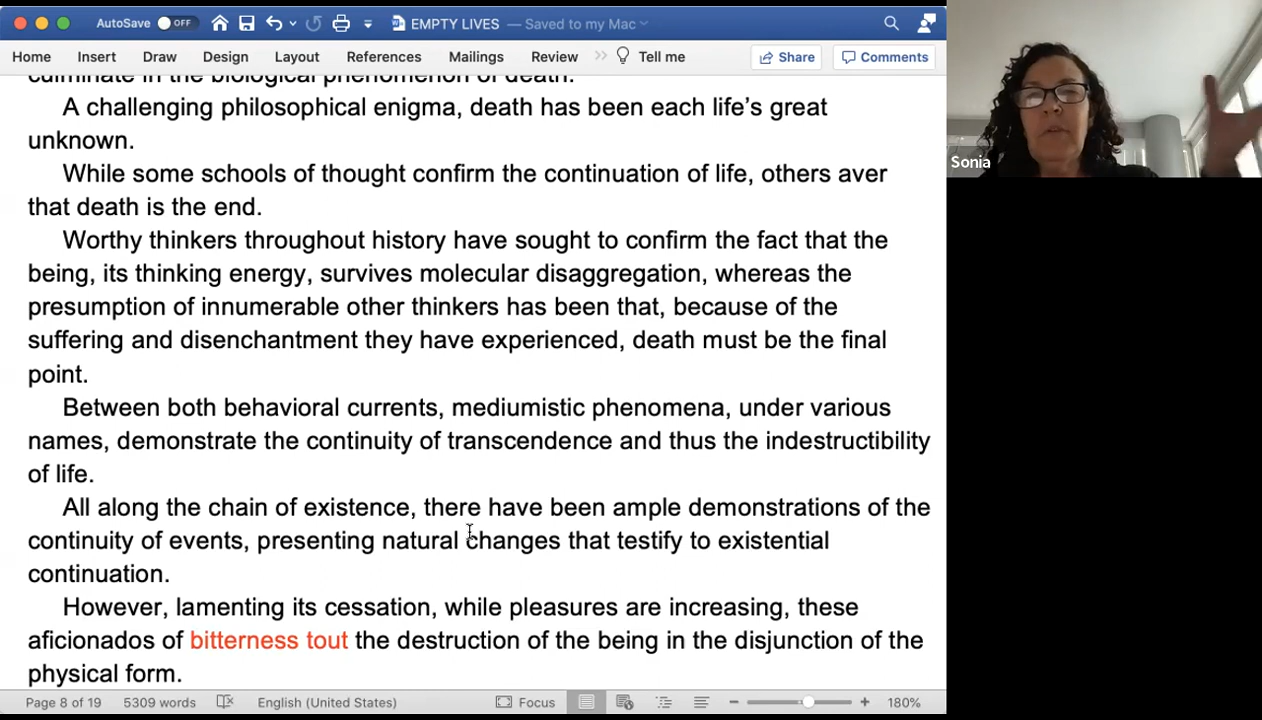 AutoSave OFF EMPTY LIVES — Saved to my Mac
Home Insert Draw Design Layout References Mailings Review Tell me Share Comments
culminate in the biological phenomenon of death.
A challenging philosophical enigma, death has been each life's great
unknown.
While some schools of thought confirm the continuation of life, others aver
that death is the end.
Worthy thinkers throughout history have sought to confirm the fact that the
being, its thinking energy, survives molecular disaggregation, whereas the
presumption of innumerable other thinkers has been that, because of the
suffering and disenchantment they have experienced, death must be the final
point.
Between both behavioral currents, mediumistic phenomena, under various
names, demonstrate the continuity of transcendence and thus the indestructibility
of life.
All along the chain of existence, there have been ample demonstrations of the
continuity of events, presenting natural changes that testify to existential
continuation.
However, lamenting its cessation, while pleasures are increasing, these
aficionados of bitterness tout the destruction of the being in the disjunction of the
physical form.
Page 8 of 19 5309 words English (United States) Focus 180%
Sonia